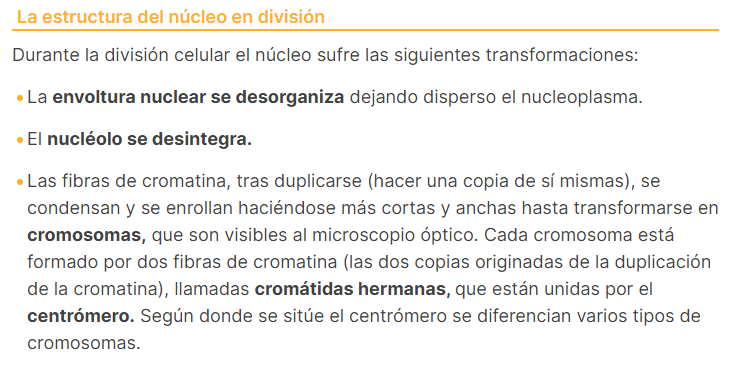 La estructura del núcleo en división
Durante la división celular el núcleo sufre las siguientes transformaciones:
La envoltura nuclear se desorganiza dejando disperso el nucleoplasma.
El nucléolo se desintegra.
Las fibras de cromatina, tras duplicarse (hacer una copia de sí mismas), se
condensan y se enrollan haciéndose más cortas y anchas hasta transformarse en
cromosomas, que son visibles al microscopio óptico. Cada cromosoma está
formado por dos fibras de cromatina (las dos copias originadas de la duplicación
de la cromatina), llamadas cromátidas hermanas, que están unidas por el
centrómero. Según donde se sitúe el centrómero se diferencian varios tipos de
cromosomas.